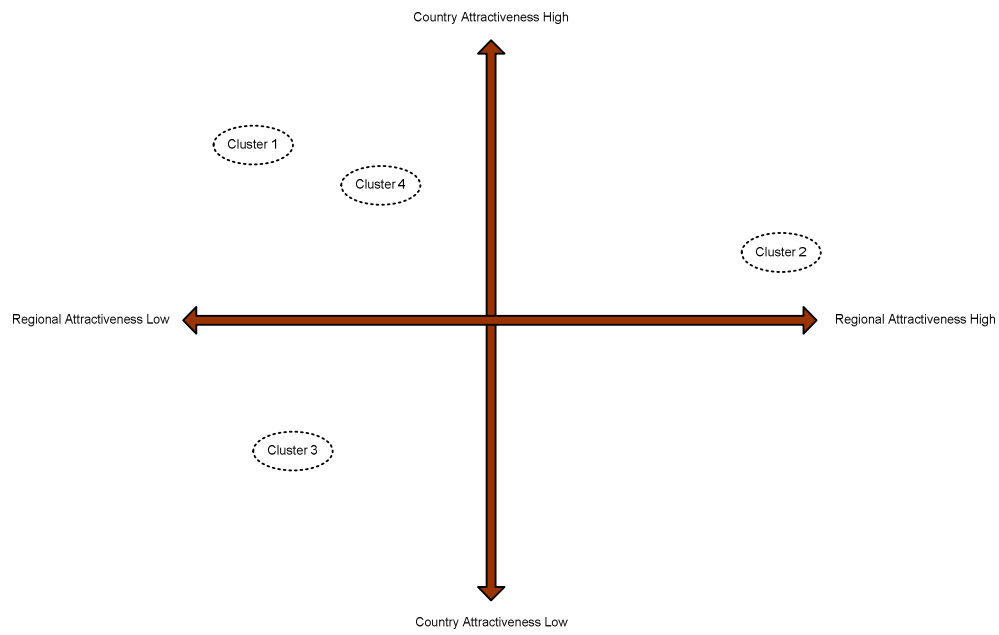 Country Attractiveness High
Cluster 1
Cluster 4
Cluster 2
Regional Attractiveness Low
Regional Attractiveness High
Cluster 3
Country Attractiveness Low